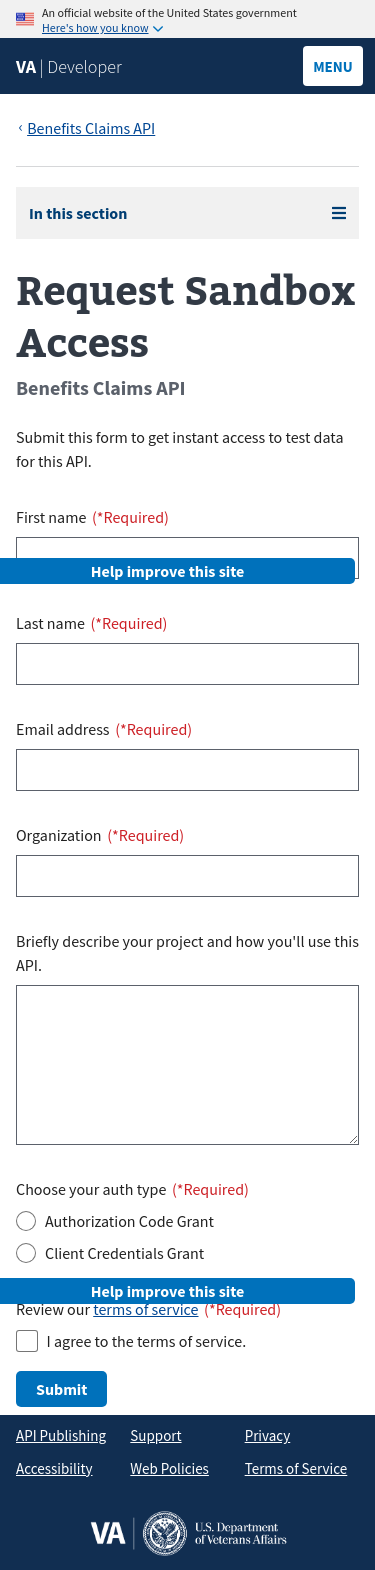 An official website of the United States government
Here's how you know
VA | Developer
MENU
‹ Benefits Claims API
In this section
Request Sandbox
Access
Benefits Claims API
Submit this form to get instant access to test data
for this API.
First name (*Required)
Help improve this site
Last name (*Required)
Email address (*Required)
Organization (*Required)
Briefly describe your project and how you'll use this
API.
Choose your auth type (*Required)
Authorization Code Grant
Client Credentials Grant
Help improve this site
Review our terms of service (*Required)
I agree to the terms of service.
Submit
API Publishing Support Privacy
Accessibility Web Policies Terms of Service
VA
U.S. Department
of Veterans Affairs